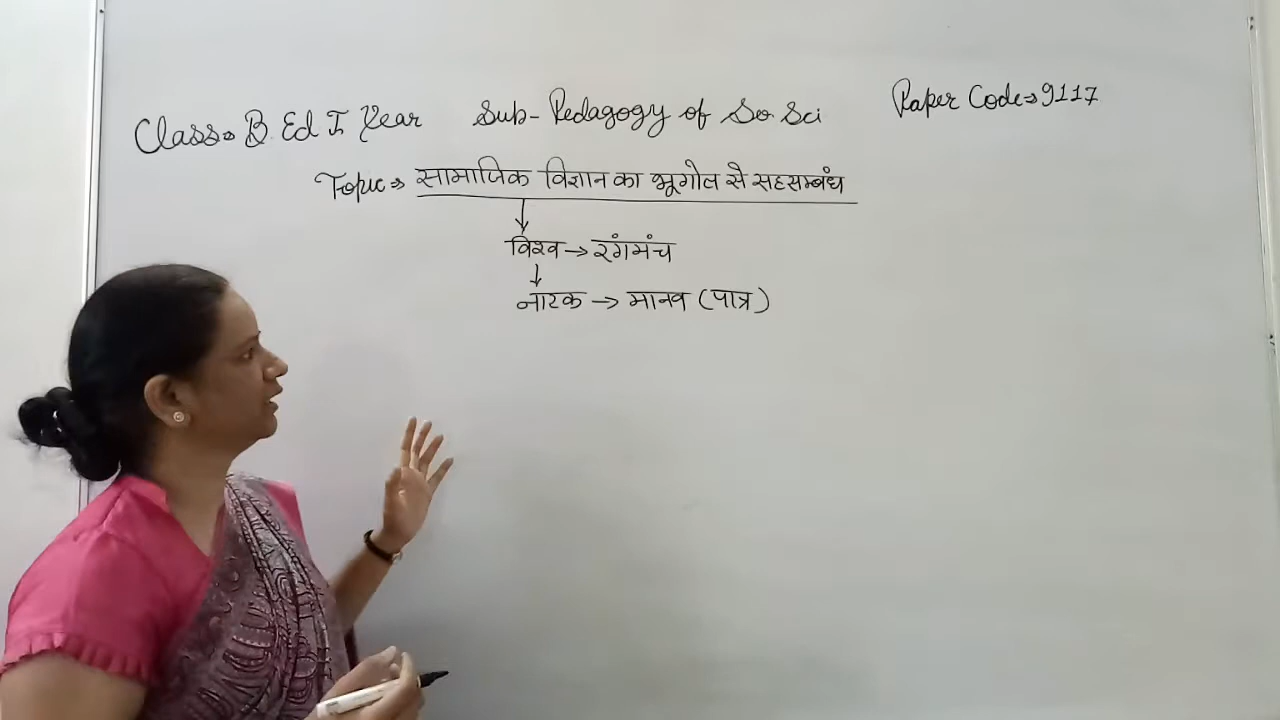 Class⇒ B Ed I Year Sub- Pedagogy of So Sci Paper Code⇒9117
Topic⇒ सामाजिक विज्ञान का भूगोल से सहसम्बंध
↓
विश्व → रंगमंच
↓
नाटक → मानव (पात्र)